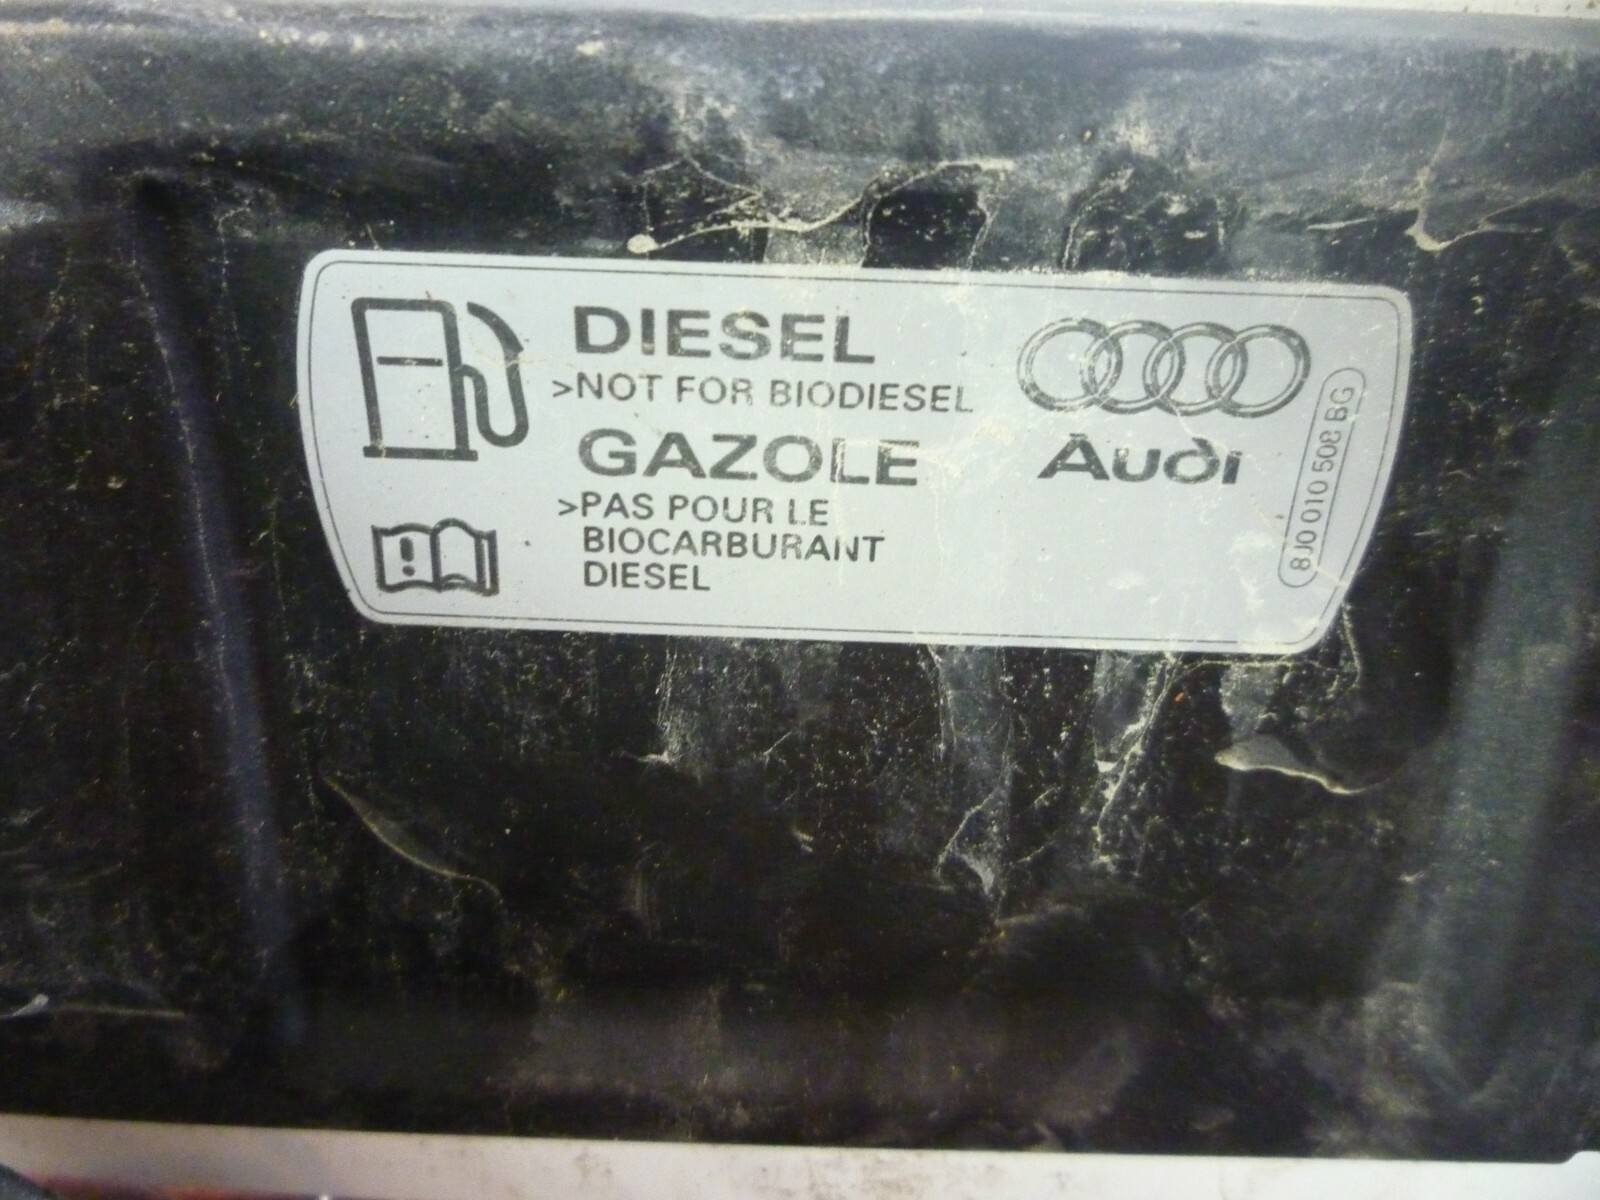 DIESEL
>NOT FOR BIODIESEL
GAZOLE
>PAS POUR LE
BIOCARBURANT
DIESEL
Audi
8J0 010 508 BG